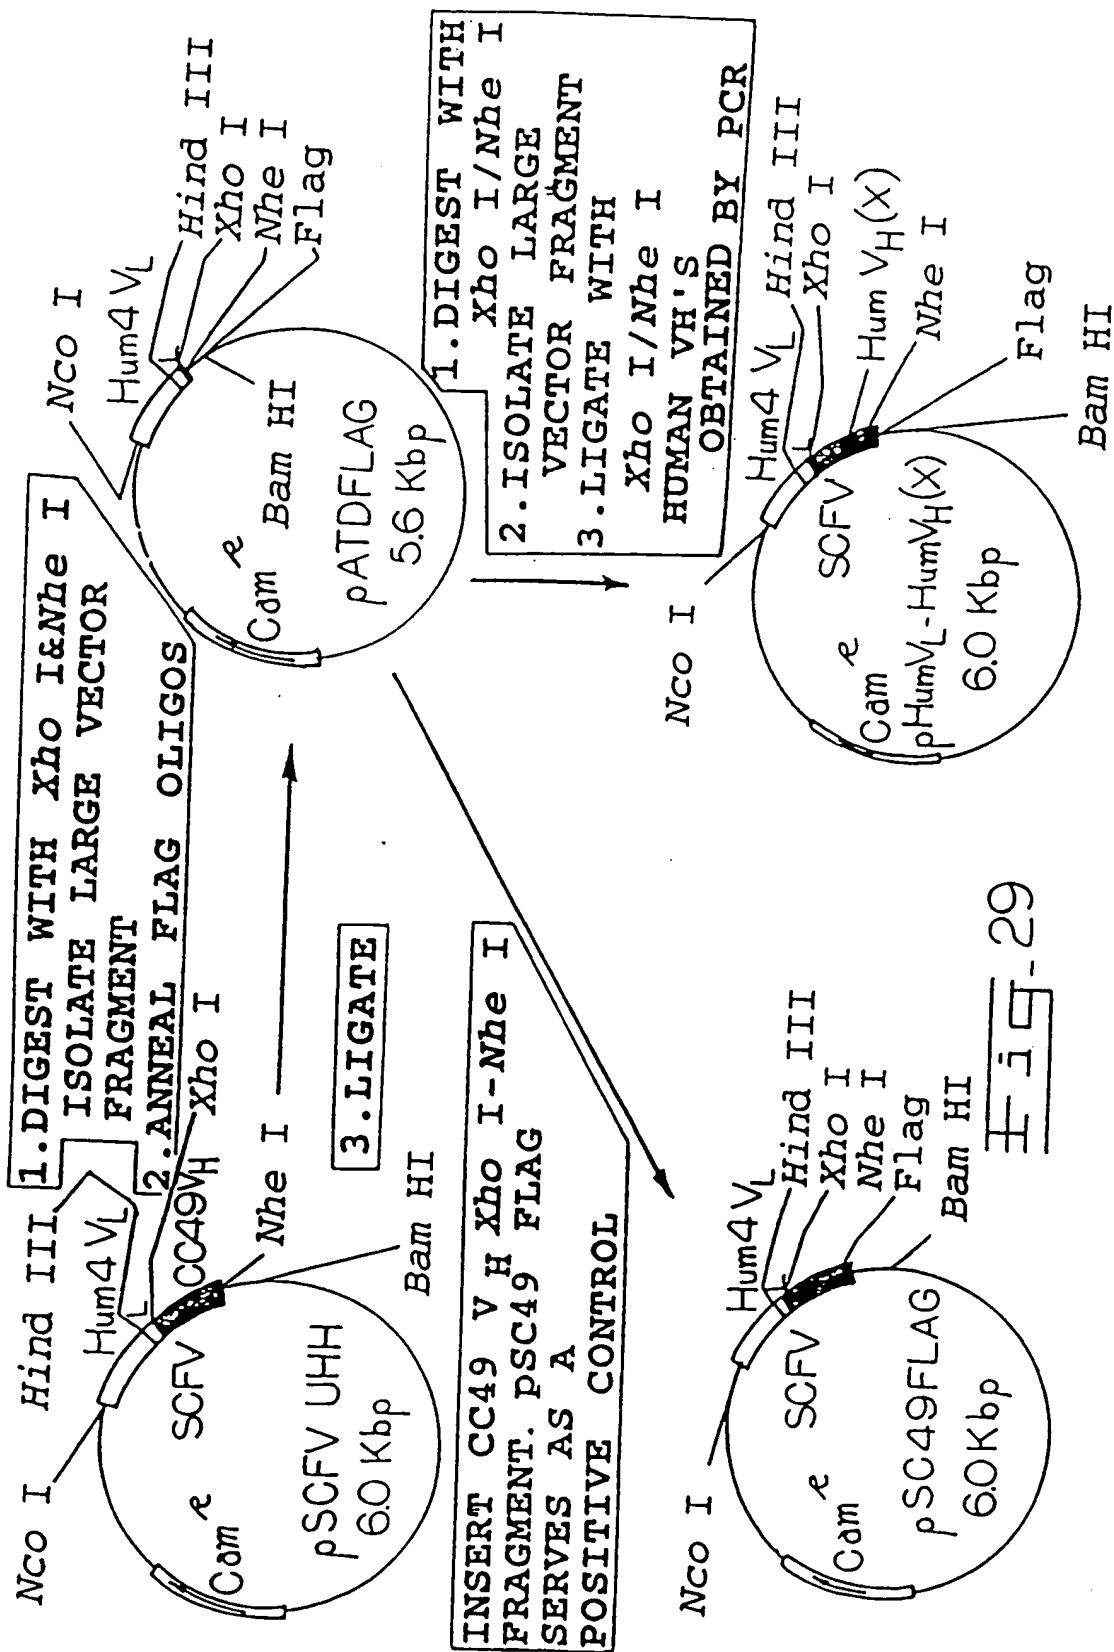 Nco I
Hind III
Hum4 VL
L
CC49VH
Xho I
SCFV
Camʳ
pSCFV UHH
6.0 Kbp
Nhe I
Bam HI
1.DIGEST WITH Xho I&Nhe I
ISOLATE LARGE VECTOR
FRAGMENT
2.ANNEAL FLAG OLIGOS
3.LIGATE
Nco I
Hum4 VL
L
Hind III
Xho I
Nhe I
Flag
Camʳ
Bam HI
pATDFLAG
5.6 Kbp
INSERT CC49 V H Xho I-Nhe I
FRAGMENT. pSC49 FLAG
SERVES AS A
POSITIVE CONTROL
1.DIGEST WITH
Xho I/Nhe I
2.ISOLATE LARGE
VECTOR FRAGMENT
3.LIGATE WITH
Xho I/Nhe I
HUMAN VH'S
OBTAINED BY PCR
Nco I
Hum4 VL
L
Hind III
Xho I
Nhe I
Flag
Bam HI
SCFV
Camʳ
pSC49FLAG
6.0Kbp
Nco I
Hum4 VL
L
Hind III
Xho I
Hum VH(X)
Nhe I
Flag
Bam HI
SCFV
Camʳ
pHumVL-HumVH(X)
6.0 Kbp
Fig-29